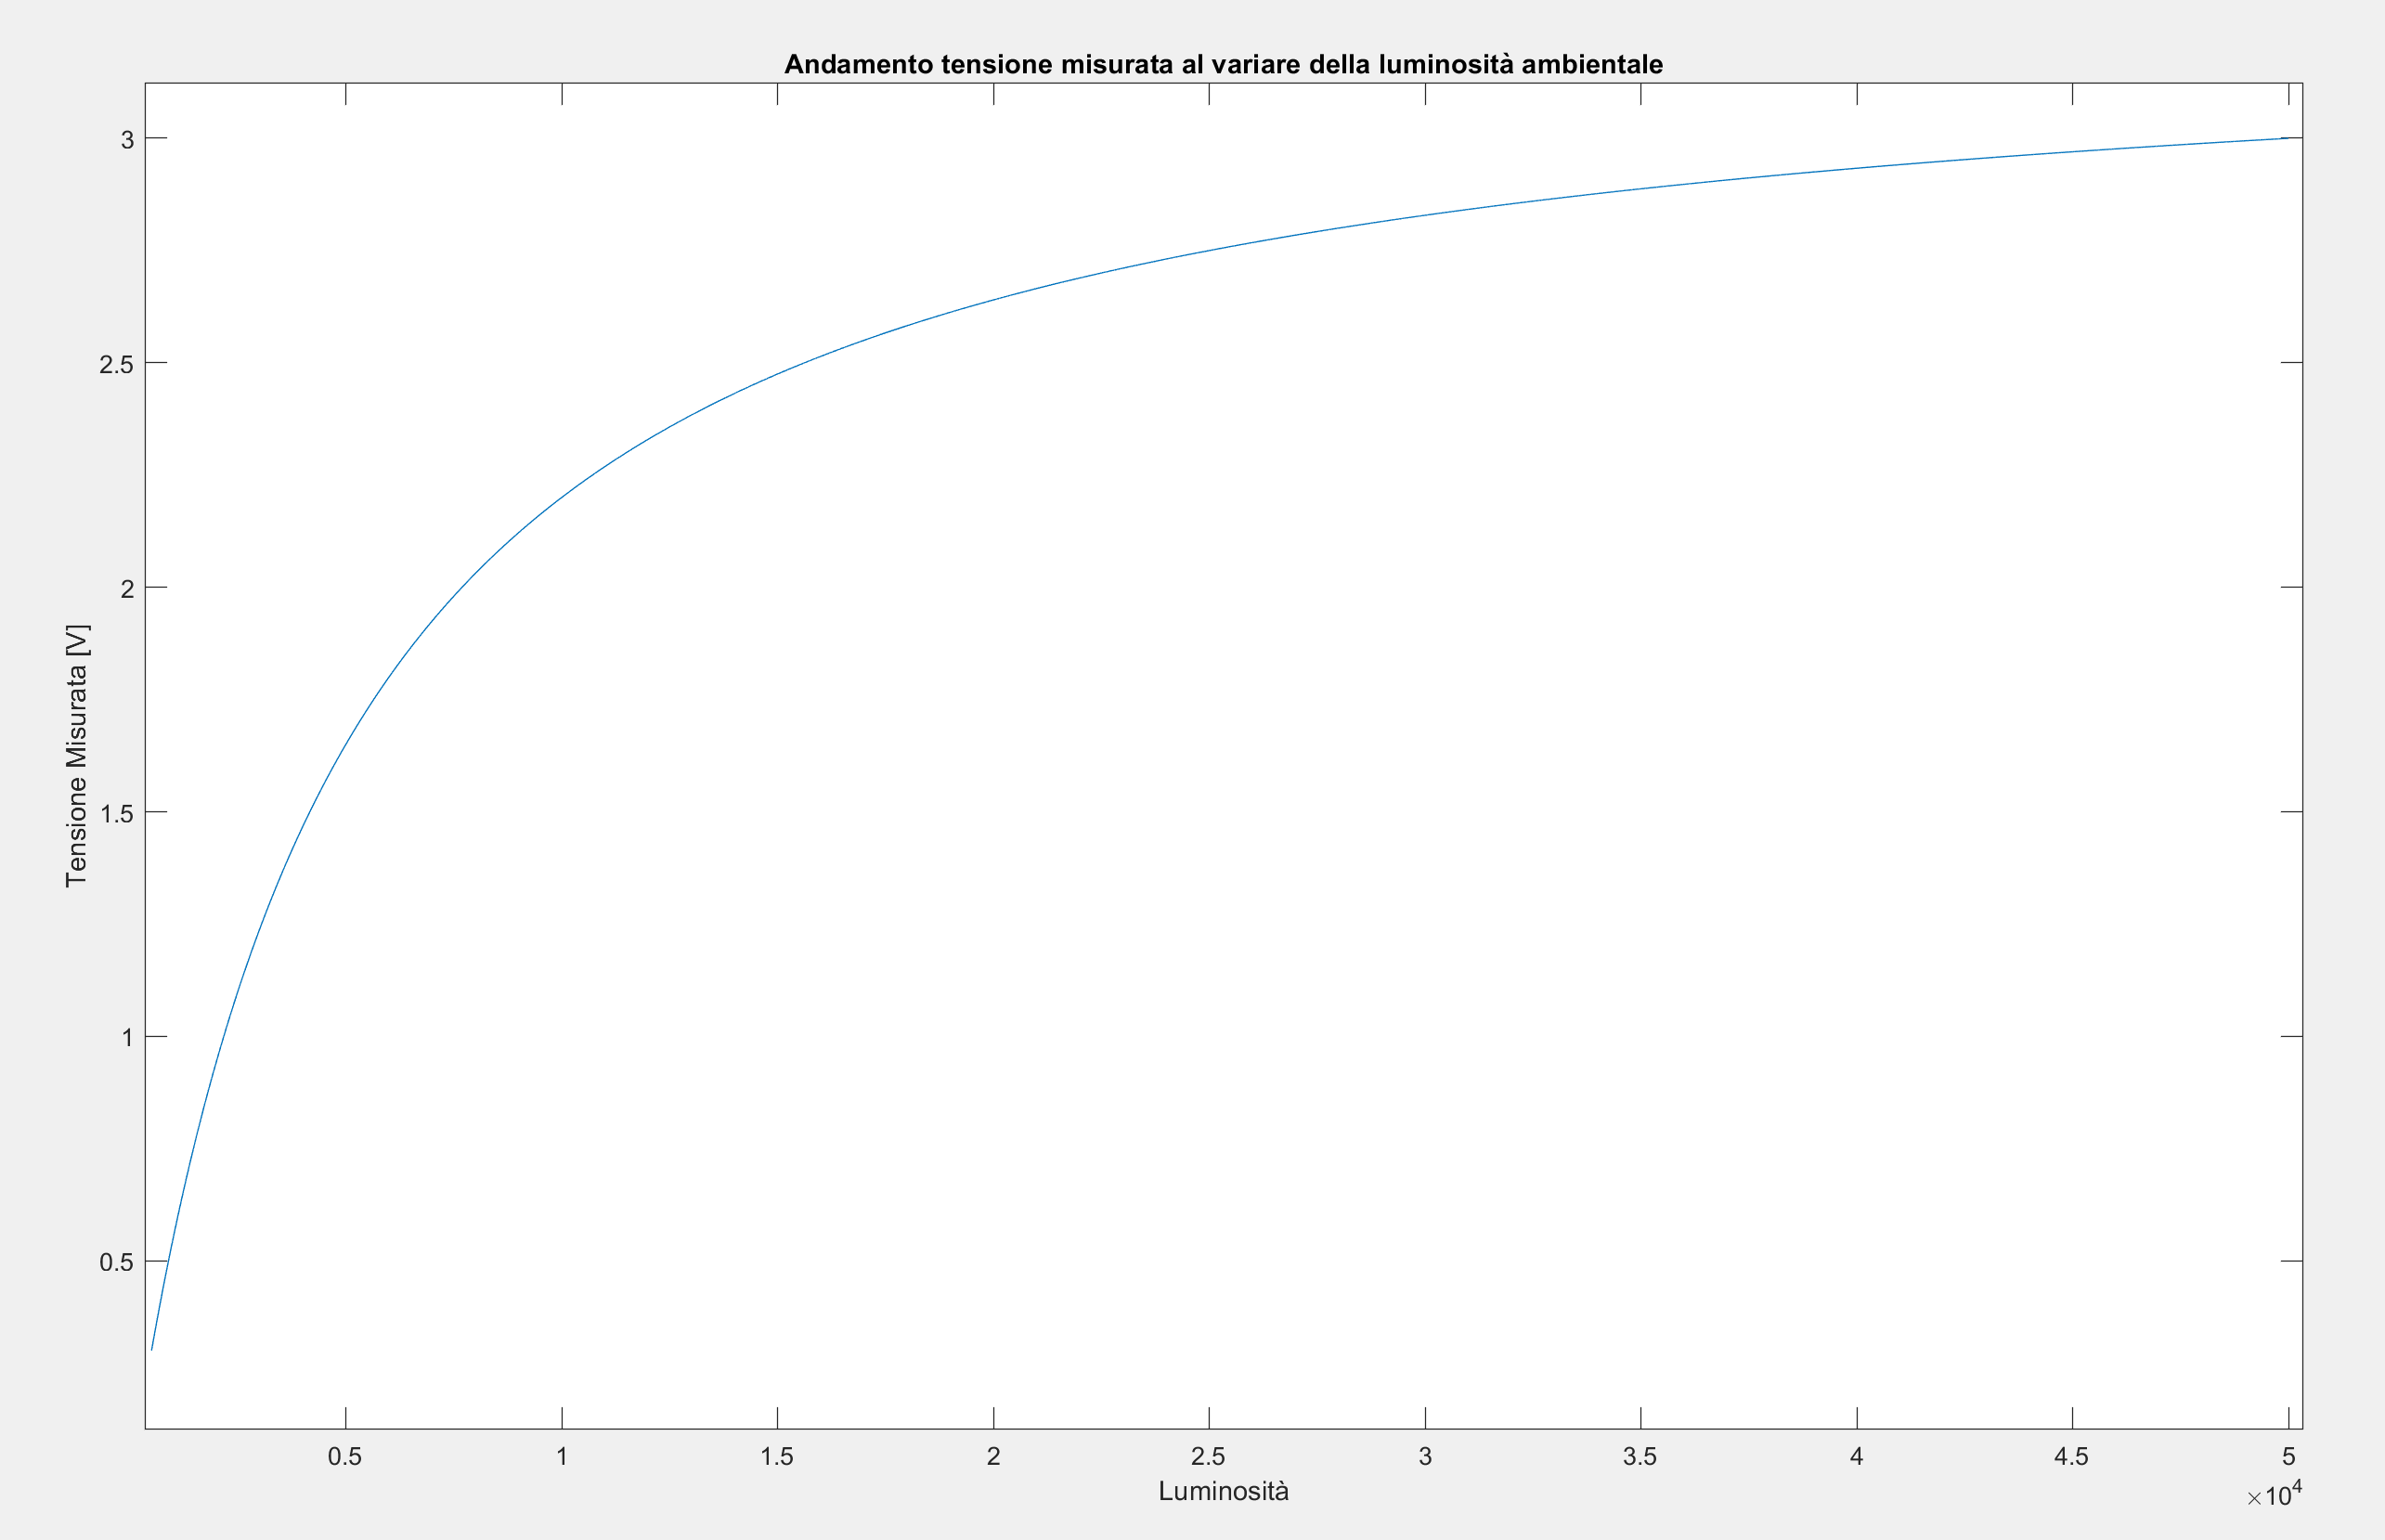 Andamento tensione misurata al variare della luminosità ambientale
3
2.5
2
1.5
1
0.5
Tensione Misurata [V]
0.5 1 1.5 2 2.5 3 3.5 4 4.5 5
Luminosità
×10⁴